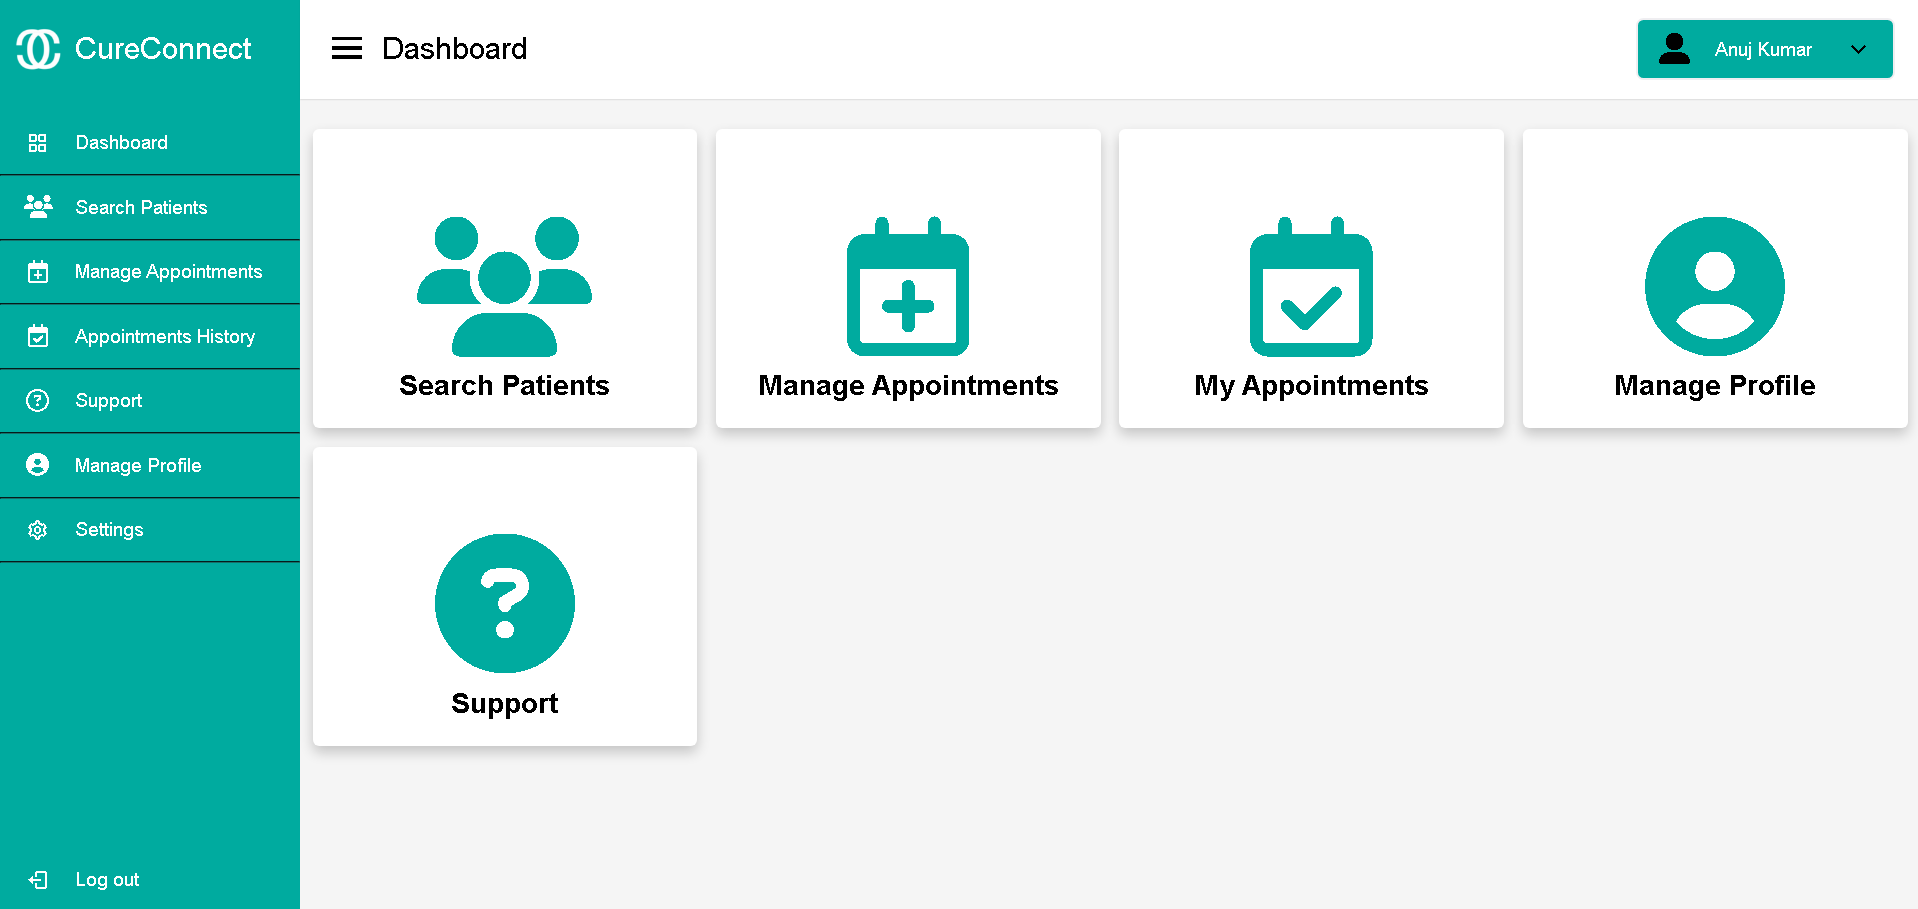 CureConnect
Dashboard
Anuj Kumar
Dashboard
Search Patients
Manage Appointments
Appointments History
Support
Manage Profile
Settings
Log out
Search Patients
Manage Appointments
My Appointments
Manage Profile
Support